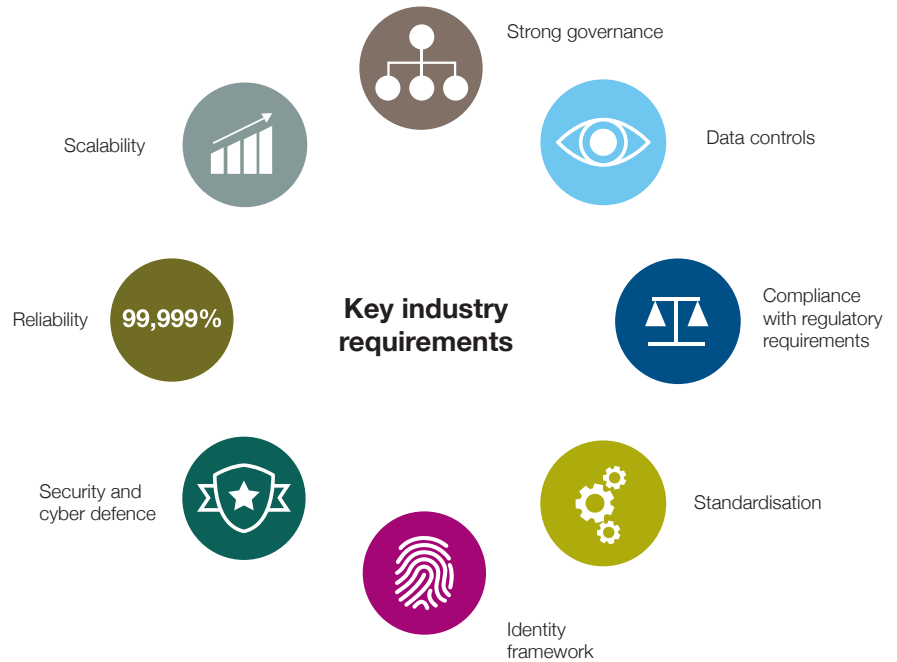 Strong governance
Data controls
Scalability
Compliance
with regulatory
requirements
Reliability
99,999%
Key industry
requirements
Security and
cyber defence
Standardisation
Identity
framework